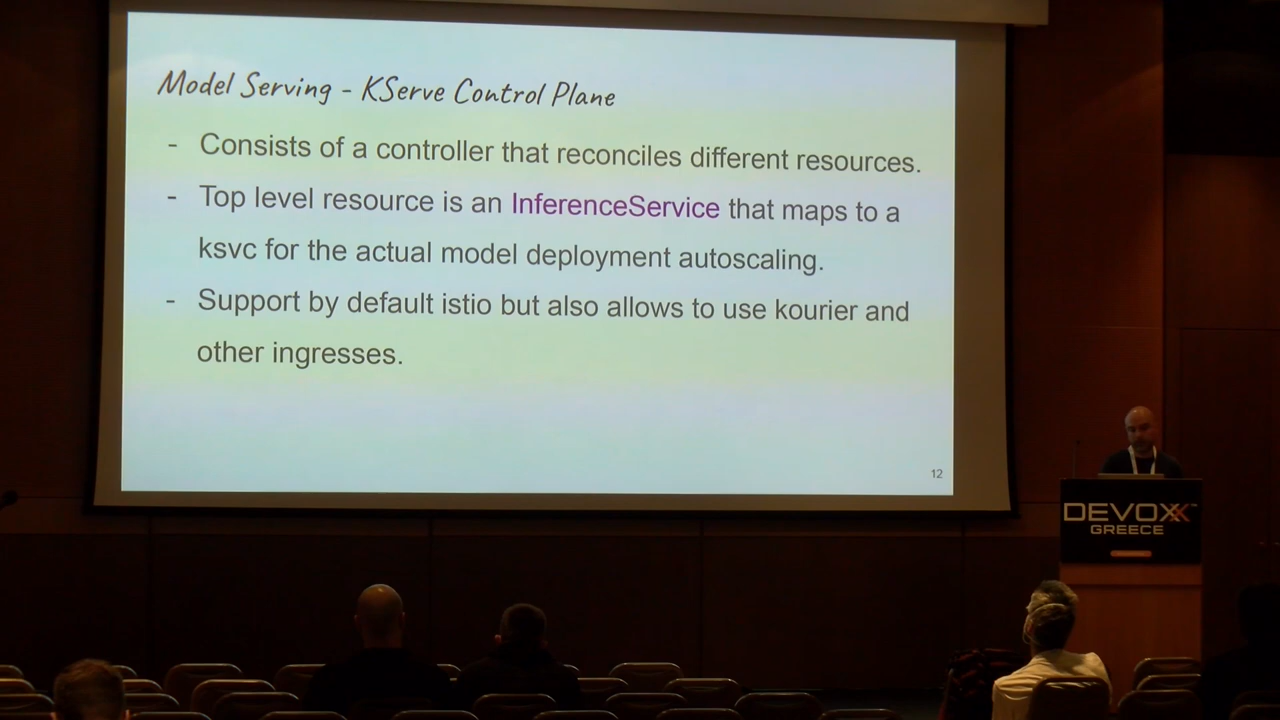 Model Serving - KServe Control Plane
- Consists of a controller that reconciles different resources.
- Top level resource is an InferenceService that maps to a
ksvc for the actual model deployment autoscaling.
- Support by default istio but also allows to use kourier and
other ingresses.
12
DEVOXX
GREECE